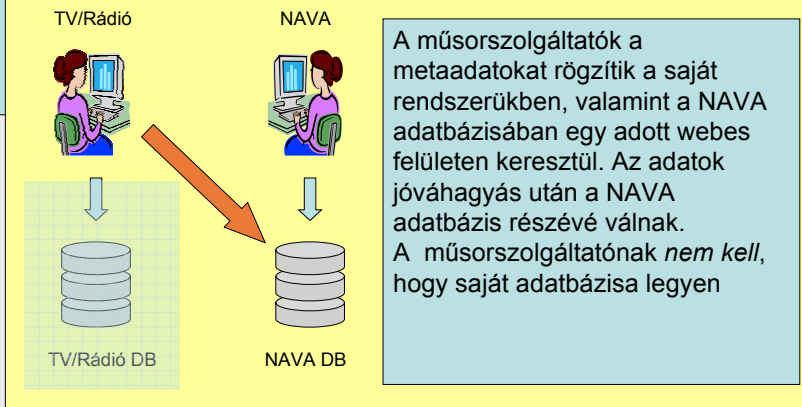 TV/Rádió
NAVA
TV/Rádió DB
NAVA DB
A műsorszolgáltatók a
metaadatokat rögzítik a saját
rendszerükben, valamint a NAVA
adatbázisában egy adott webes
felületen keresztül. Az adatok
jóváhagyás után a NAVA
adatbázis részévé válnak.
A műsorszolgáltatónak nem kell,
hogy saját adatbázisa legyen